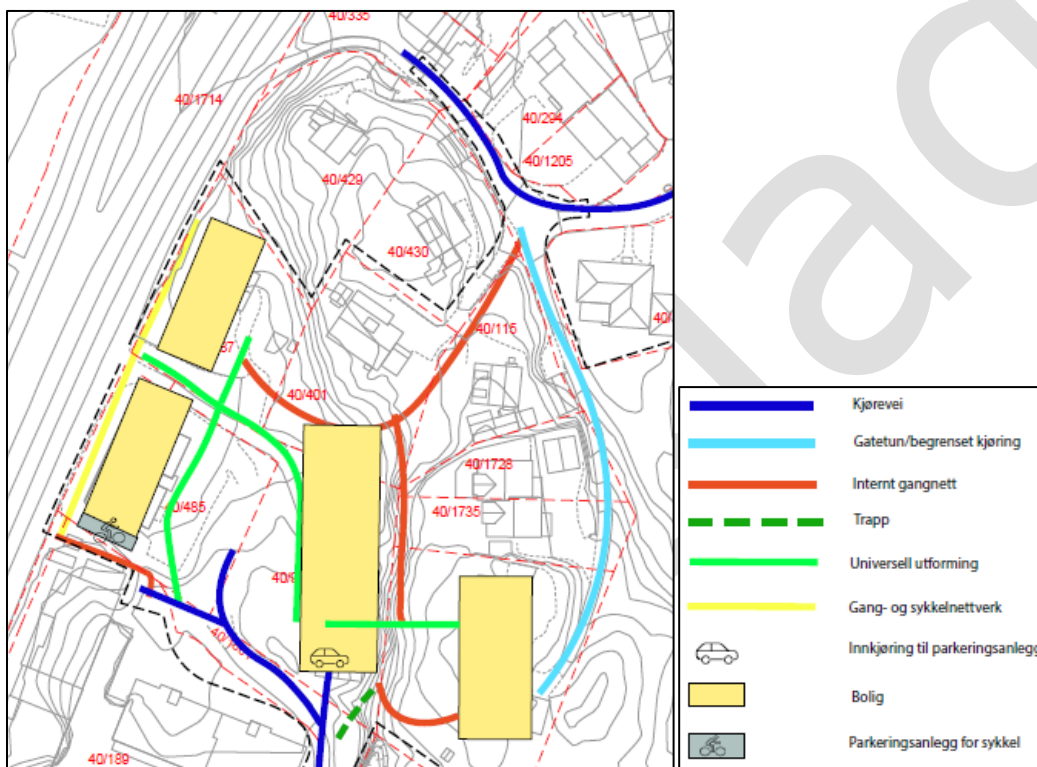 40/335
40/1714
40/294
40/1205
40/429
40/430
40/115
40/401
40/1728
40/485
40/1735
40/189
Kjørevei
Gatetun/begrenset kjøring
Internt gangnett
Trapp
Universell utforming
Gang- og sykkelnettverk
Innkjøring til parkeringsanlegg
Bolig
Parkeringsanlegg for sykkel